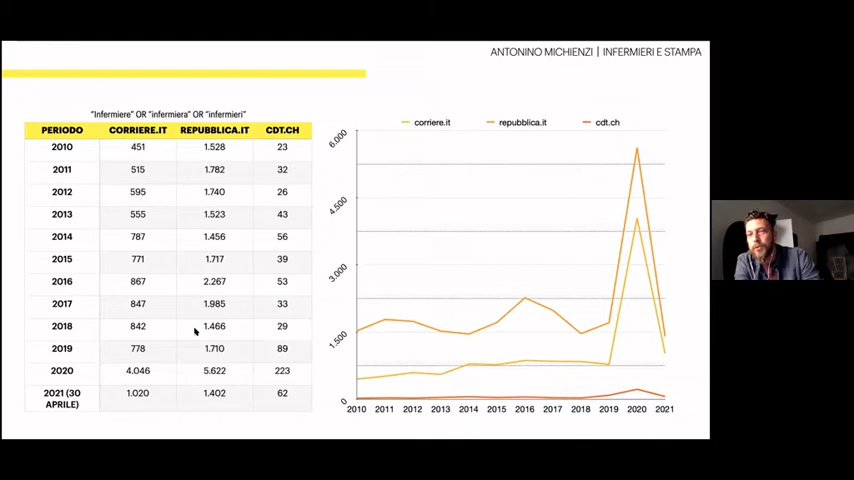 ANTONINO MICHIENZI | INFERMIERI E STAMPA
"Infermiere" OR "infermiera" OR "infermieri"
PERIODO CORRIERE.IT REPUBBLICA.IT CDT.CH
2010 451 1.528 23
2011 515 1.782 32
2012 595 1.740 26
2013 555 1.523 43
2014 787 1.456 56
2015 771 1.717 39
2016 867 2.267 53
2017 847 1.985 33
2018 842 1.466 29
2019 778 1.710 89
2020 4.046 5.622 223
2021 (30 APRILE) 1.020 1.402 62
corriere.it repubblica.it cdt.ch
6.000
4.500
3.000
1.500
0
2010 2011 2012 2013 2014 2015 2016 2017 2018 2019 2020 2021